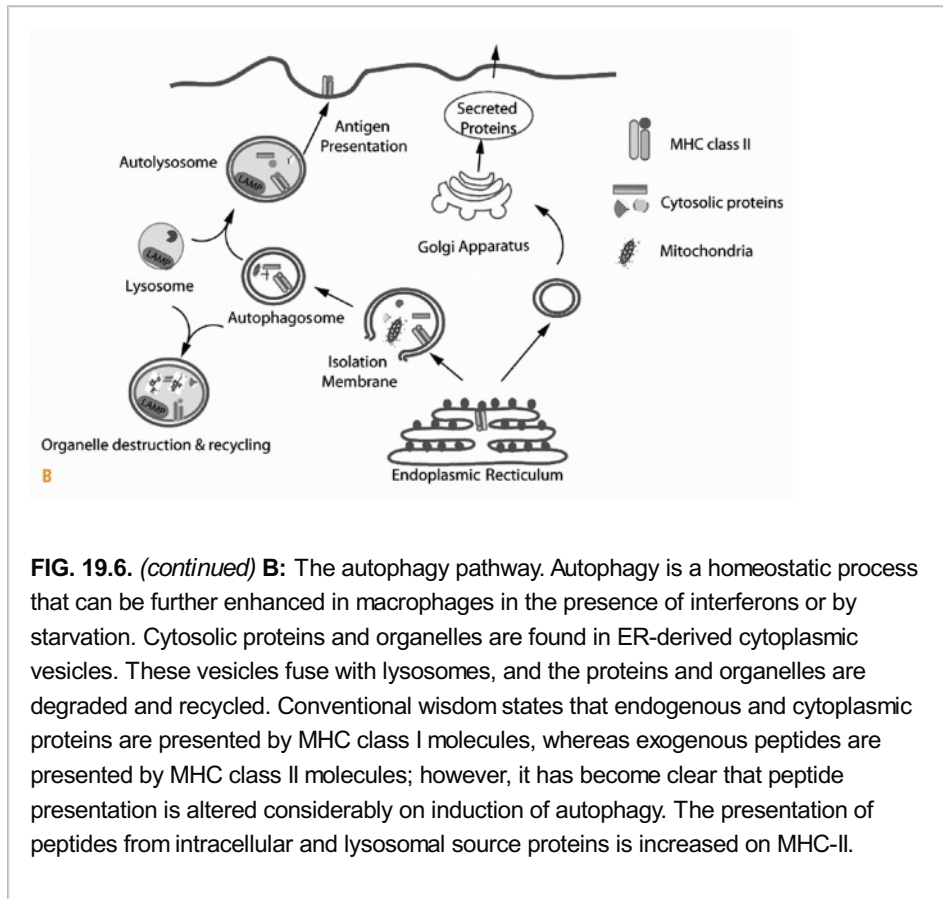 Secreted
Proteins
Antigen
Presentation
MHC class II
Autolysosome
LAMP
Cytosolic proteins
Golgi Apparatus
Mitochondria
LAMP
Lysosome
Autophagosome
Isolation
Membrane
LAMP
Organelle destruction & recycling
Endoplasmic Recticulum
B
FIG. 19.6. (continued) B: The autophagy pathway. Autophagy is a homeostatic process
that can be further enhanced in macrophages in the presence of interferons or by
starvation. Cytosolic proteins and organelles are found in ER-derived cytoplasmic
vesicles. These vesicles fuse with lysosomes, and the proteins and organelles are
degraded and recycled. Conventional wisdom states that endogenous and cytoplasmic
proteins are presented by MHC class I molecules, whereas exogenous peptides are
presented by MHC class II molecules; however, it has become clear that peptide
presentation is altered considerably on induction of autophagy. The presentation of
peptides from intracellular and lysosomal source proteins is increased on MHC-II.